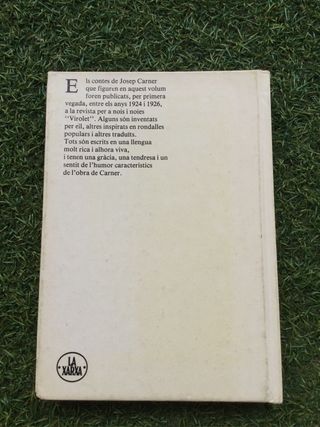 Els contes de Josep Carner
que figuren en aquest volum
foren publicats, per primera
vegada, entre els anys 1924 i 1926,
a la revista per a nois i noies
"Virolet". Alguns són inventats
per ell, altres inspirats en rondalles
populars i altres traduïts.
Tots són escrits en una llengua
molt rica i alhora viva,
i tenen una gràcia, una tendresa i un
sentit de l'humor característics
de l'obra de Carner.
LA
XARXA